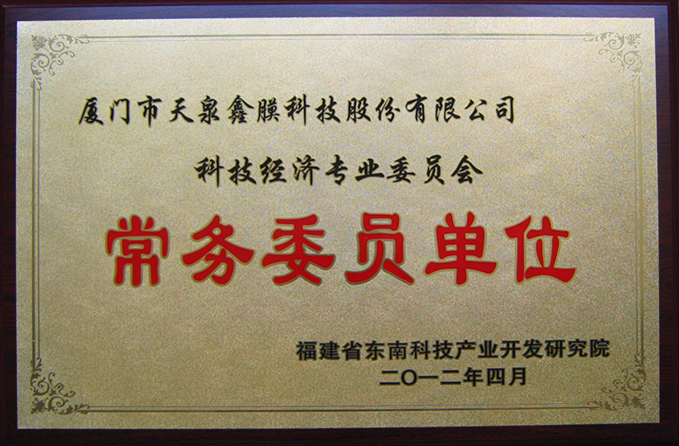 厦门市天泉鑫膜科技股份有限公司
科技经济专业委员会
常务委员单位
福建省东南科技产业开发研究院
二〇一二年四月